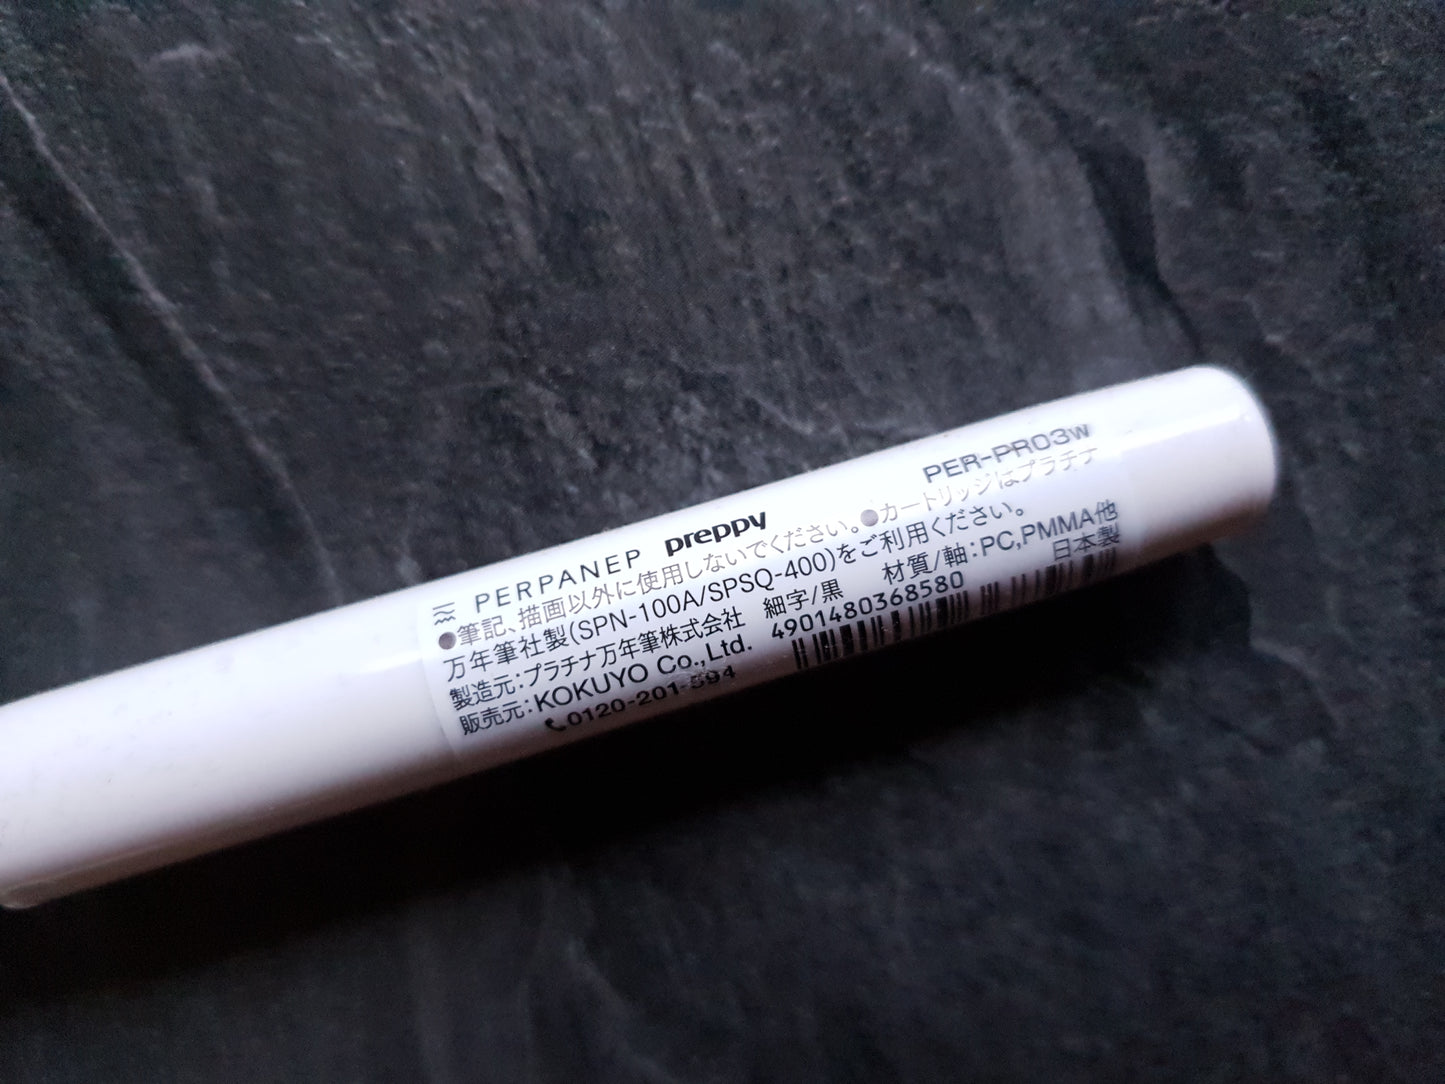 PERPANEP preppy PER-PR03w
●筆記、描画以外に使用しないでください。●カートリッジはプラチナ
万年筆社製(SPN-100A/SPSQ-400)をご利用ください。
製造元:プラチナ万年筆株式会社 細字/黒 材質/軸:PC,PMMA他
販売元:KOKUYO Co.,Ltd. 4901480368580 日本製
0120-201-594